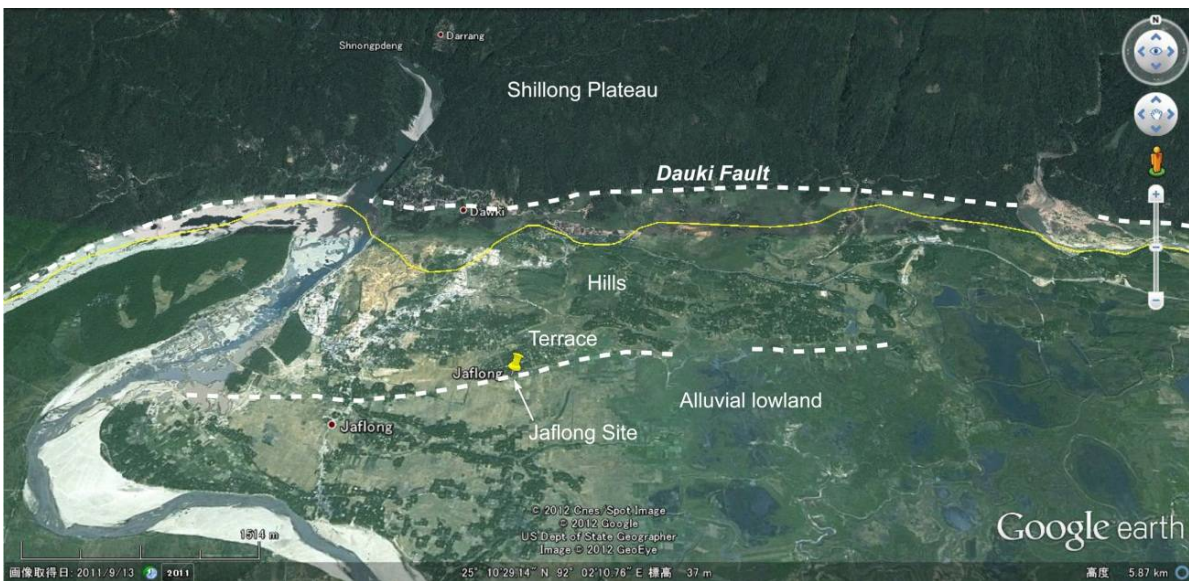 N
Darrang
Shnongpdeng
Shillong Plateau
Dauki Fault
Dawki
Hills
Terrace
Jaflong
Alluvial lowland
Jaflong
Jaflong Site
© 2012 Cnes/Spot Image
© 2012 Google
US Dept of State Geographer
Image © 2012 GeoEye
Google earth
1514 m
画像取得日: 2011/9/13 2011 25° 10'29.14" N 92° 02'10.76" E 標高 37 m 高度 5.87 km